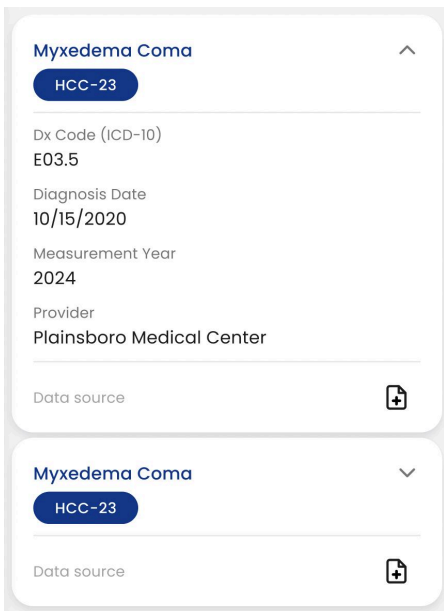 Myxedema Coma
HCC-23
Dx Code (ICD-10)
E03.5
Diagnosis Date
10/15/2020
Measurement Year
2024
Provider
Plainsboro Medical Center
Data source
Myxedema Coma
HCC-23
Data source